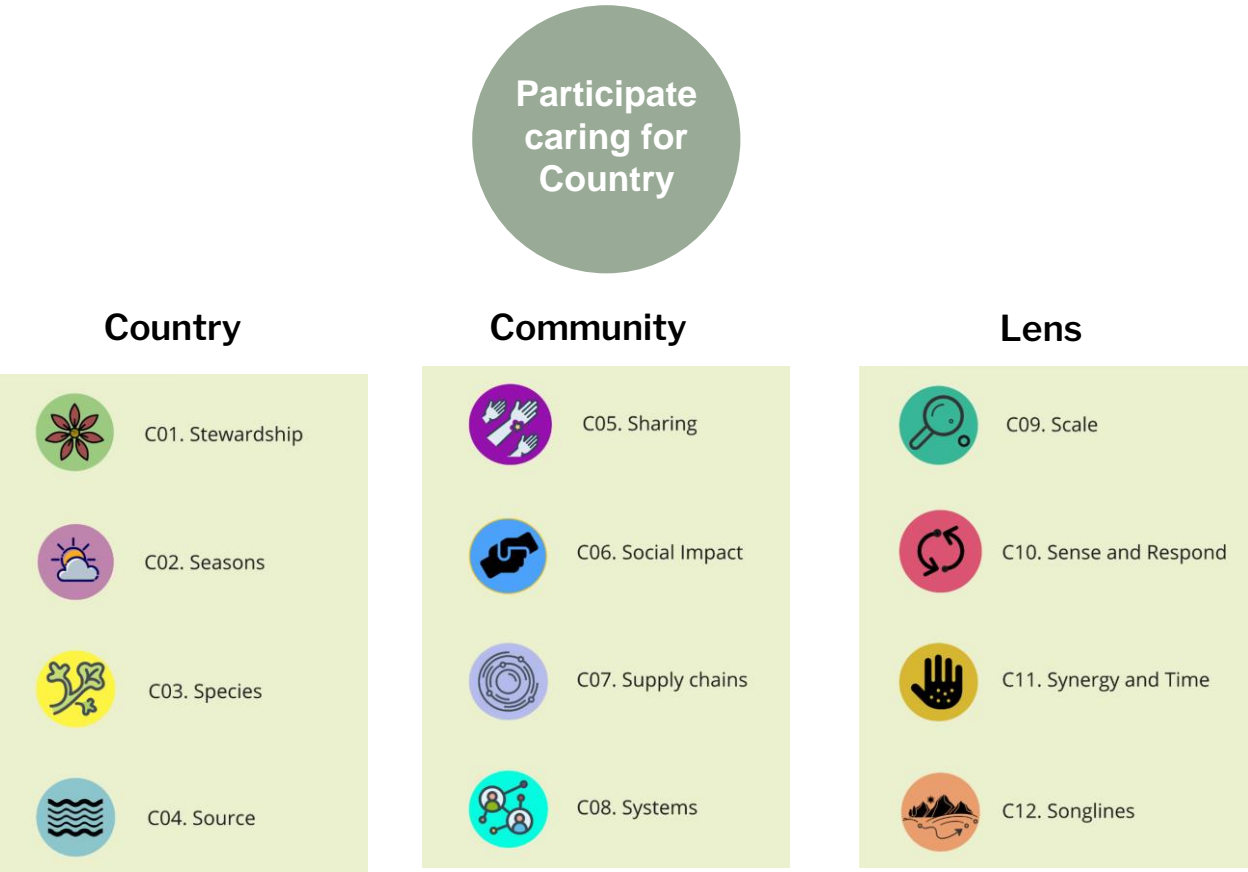 Participate
caring for
Country
Country
C01. Stewardship
C02. Seasons
C03. Species
C04. Source
Community
C05. Sharing
C06. Social Impact
C07. Supply chains
C08. Systems
Lens
C09. Scale
C10. Sense and Respond
C11. Synergy and Time
C12. Songlines